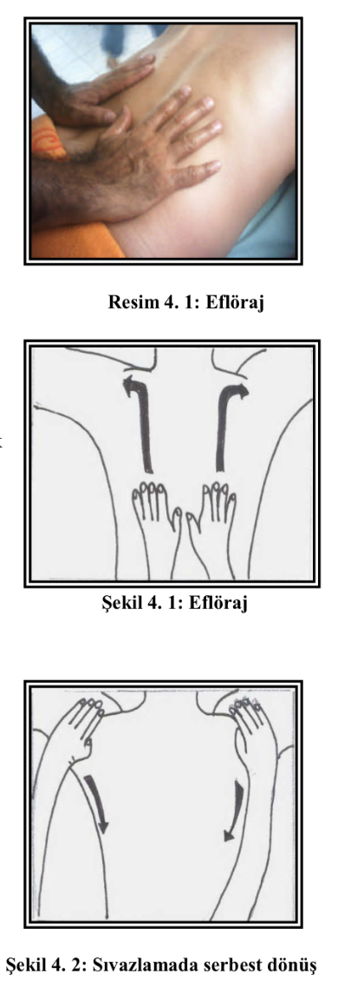 Resim 4. 1: Eflöraj
Şekil 4. 1: Eflöraj
Şekil 4. 2: Sıvazlamada serbest dönüş